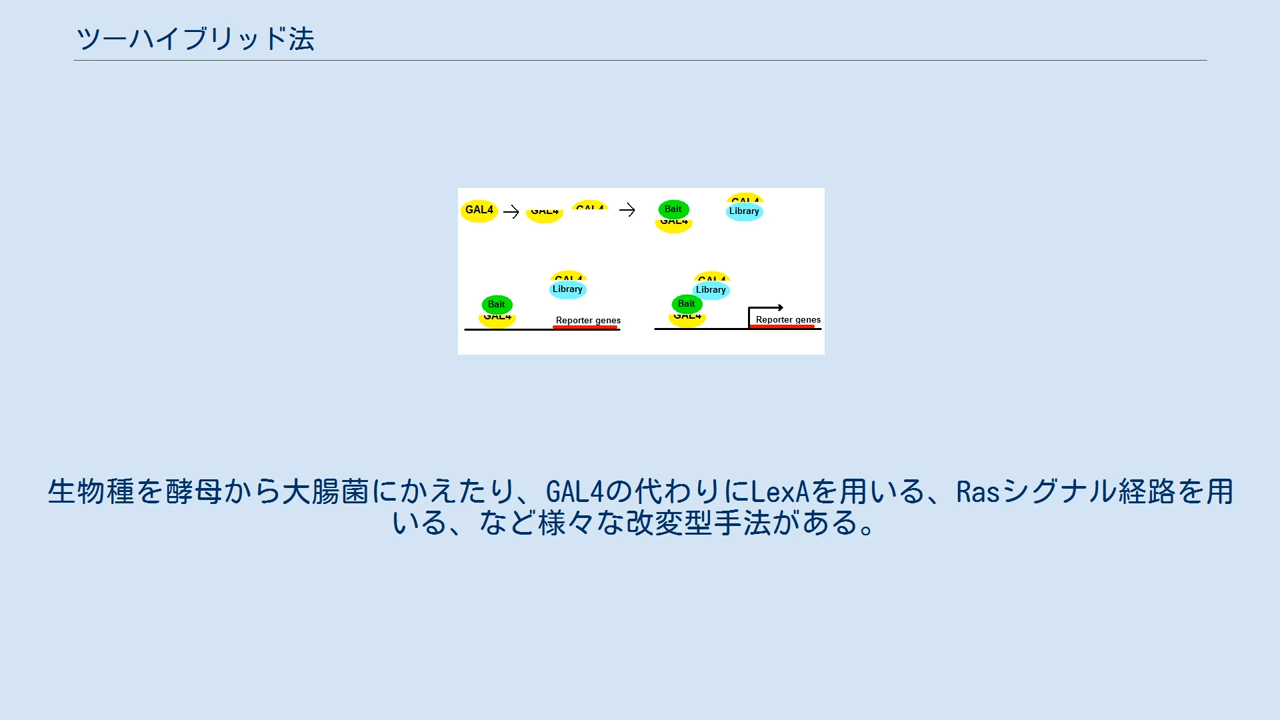 ツーハイブリッド法
GAL4 GAL4 GAL4 Bait GAL4 GAL4 Library
GAL4 Library GAL4 Library
Bait GAL4 Reporter genes Bait GAL4 Reporter genes
生物種を酵母から大腸菌にかえたり、GAL4の代わりにLexAを用いる、Rasシグナル経路を用
いる、など様々な改変型手法がある。